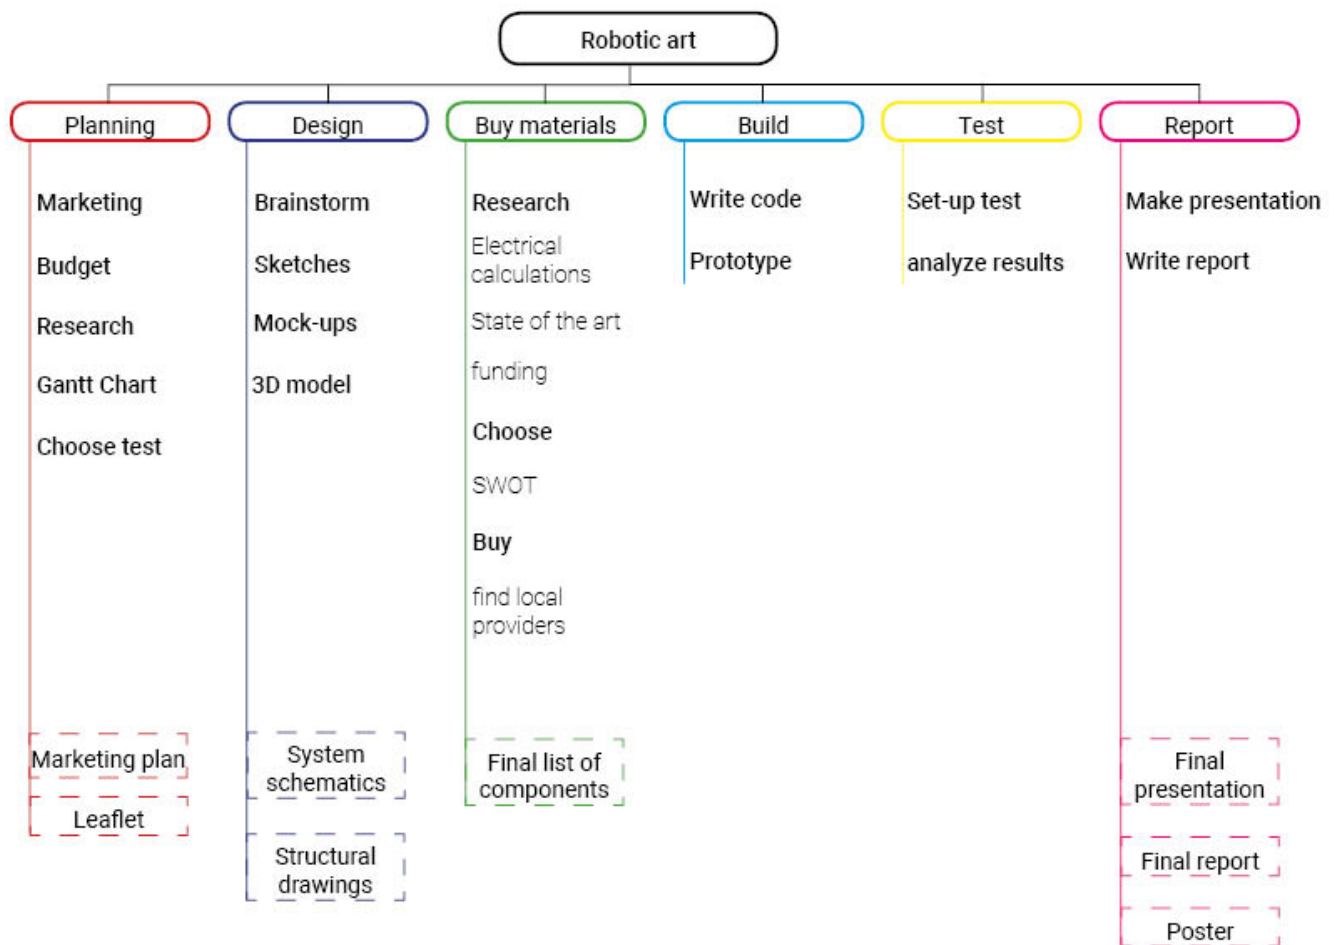 Robotic art
Planning
Design
Buy materials
Build
Test
Report
Marketing
Budget
Research
Gantt Chart
Choose test
Marketing plan
Leaflet
Brainstorm
Sketches
Mock-ups
3D model
System
schematics
Structural
drawings
Research
Electrical
calculations
State of the art
funding
Choose
SWOT
Buy
find local
providers
Final list of
components
Write code
Prototype
Set-up test
analyze results
Make presentation
Write report
Final
presentation
Final report
Poster